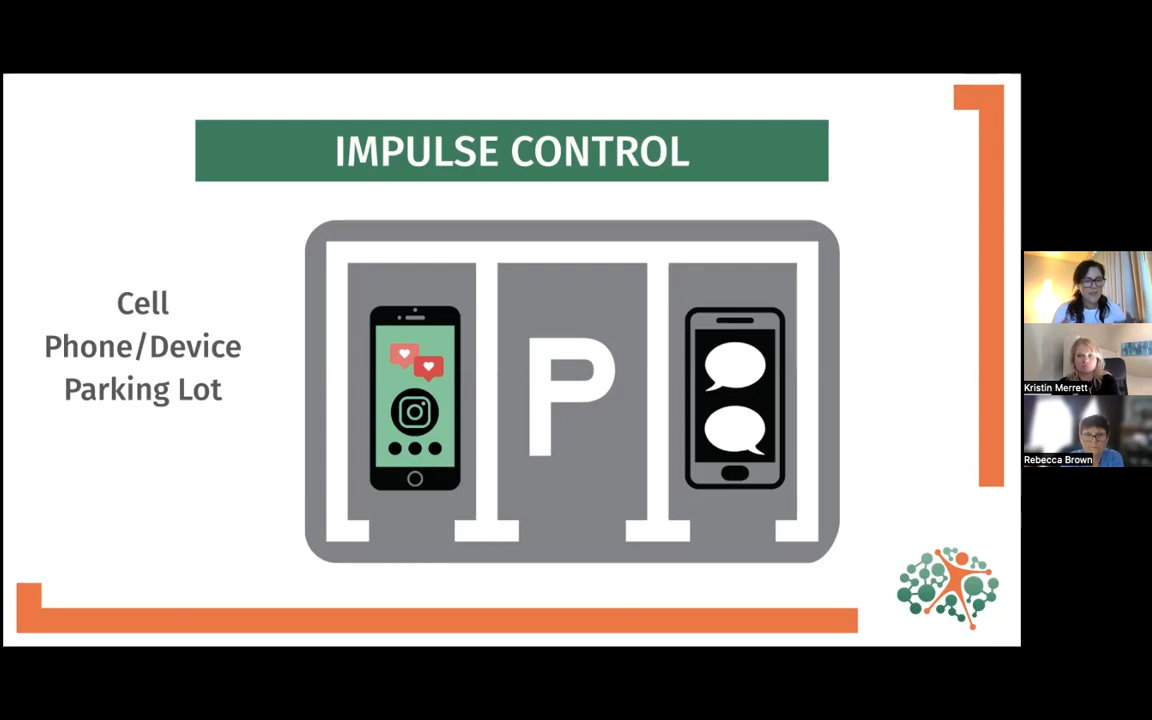 IMPULSE CONTROL
Cell
Phone/Device
Parking Lot
P
Kristin Merrett
Rebecca Brown